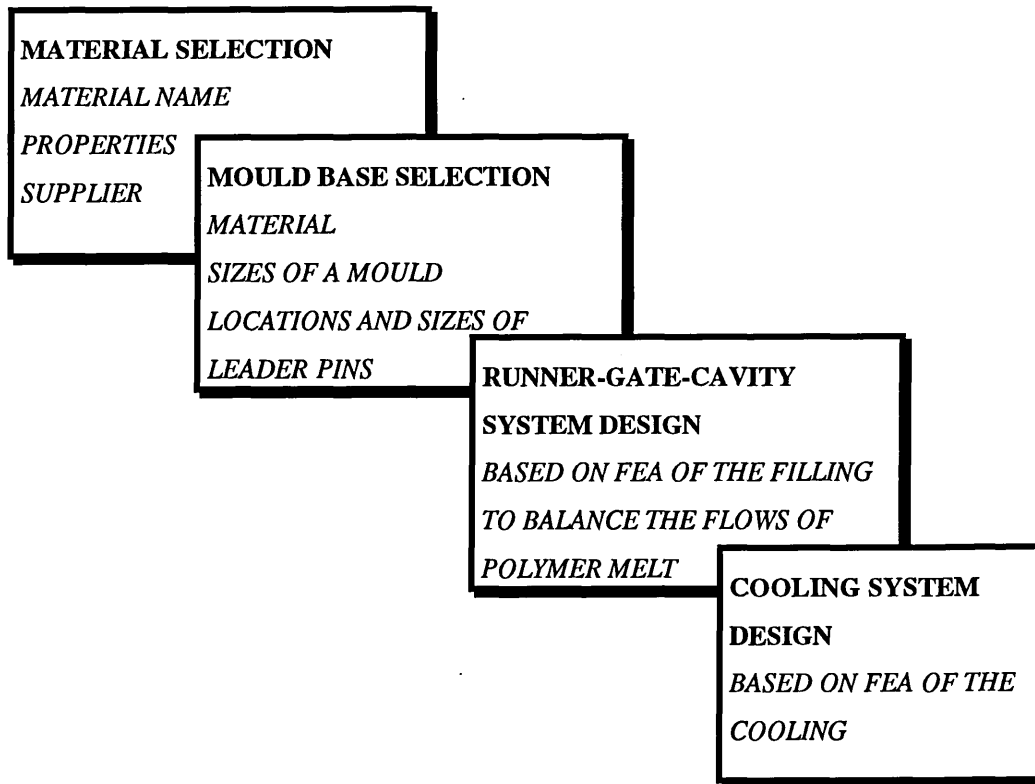 MATERIAL SELECTION
MATERIAL NAME
PROPERTIES
SUPPLIER
MOULD BASE SELECTION
MATERIAL
SIZES OF A MOULD
LOCATIONS AND SIZES OF
LEADER PINS
RUNNER-GATE-CAVITY
SYSTEM DESIGN
BASED ON FEA OF THE FILLING
TO BALANCE THE FLOWS OF
POLYMER MELT
COOLING SYSTEM
DESIGN
BASED ON FEA OF THE
COOLING